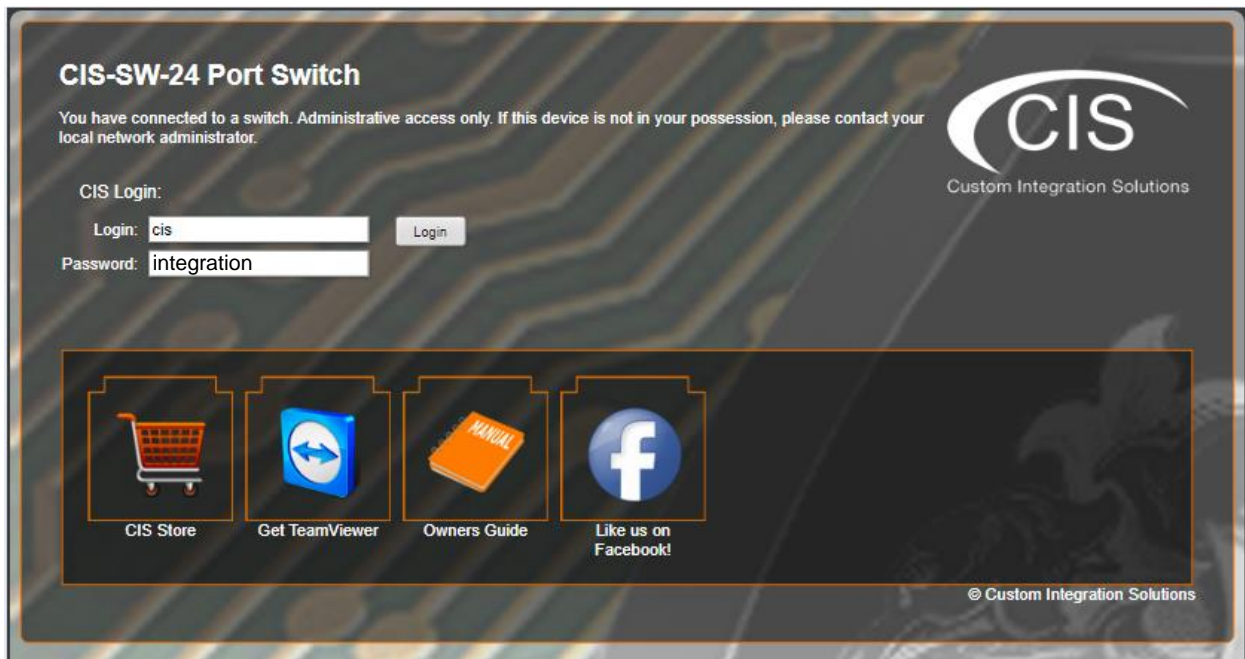 CIS-SW-24 Port Switch
You have connected to a switch. Administrative access only. If this device is not in your possession, please contact your
local network administrator.
CIS
Custom Integration Solutions
CIS Login:
Login: cis Login
Password: integration
MANUAL
CIS Store Get TeamViewer Owners Guide Like us on
Facebook!
© Custom Integration Solutions